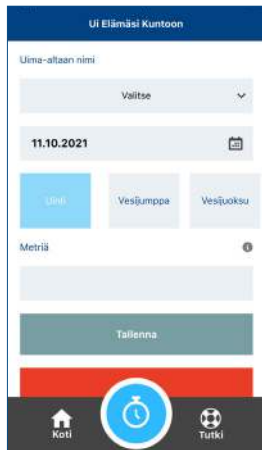 Ui Elämäsi Kuntoon
Uima-altaan nimi
Valitse
11.10.2021
Uinti
Vesijumppa
Vesijuoksu
Metriä
Tallenna
Koti
Tutki